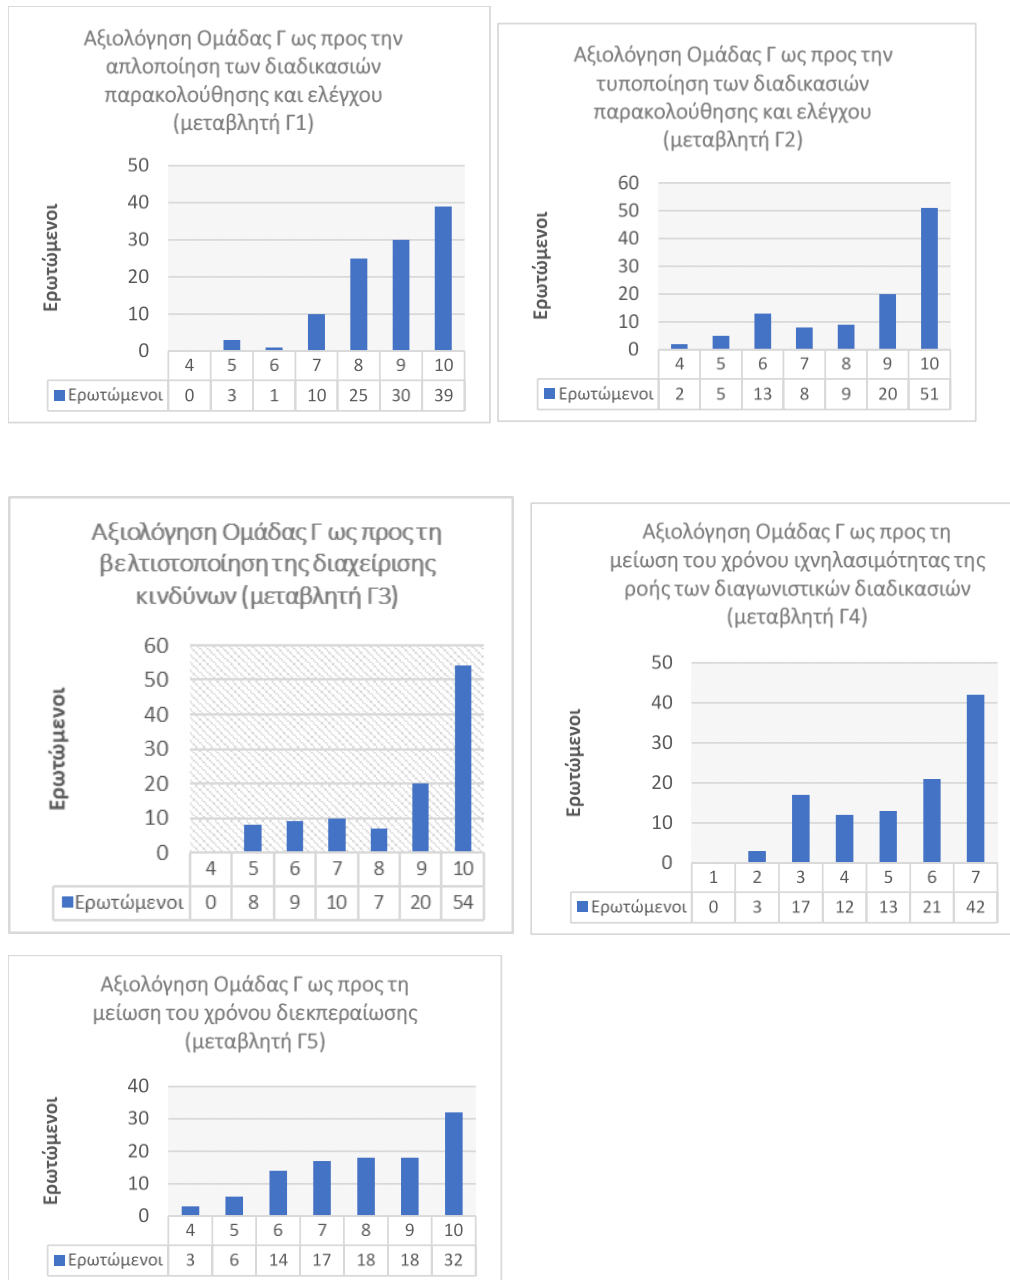 Αξιολόγηση Ομάδας Γ ως προς την
απλοποίηση των διαδικασιών
παρακολούθησης και ελέγχου
(μεταβλητή Γ1)
50
40
30
20
10
0
Ερωτώμενοι
4 5 6 7 8 9 10
Ερωτώμενοι 0 3 1 10 25 30 39
Αξιολόγηση Ομάδας Γ ως προς την
τυποποίηση των διαδικασιών
παρακολούθησης και ελέγχου
(μεταβλητή Γ2)
60
50
40
30
20
10
0
Ερωτώμενοι
4 5 6 7 8 9 10
Ερωτώμενοι 2 5 13 8 9 20 51
Αξιολόγηση Ομάδας Γ ως προς τη
βελτιστοποίηση της διαχείρισης
κινδύνων (μεταβλητή Γ3)
60
50
40
30
20
10
0
Ερωτώμενοι
4 5 6 7 8 9 10
Ερωτώμενοι 0 8 9 10 7 20 54
Αξιολόγηση Ομάδας Γ ως προς τη
μείωση του χρόνου ιχνηλασιμότητας της
ροής των διαγωνιστικών διαδικασιών
(μεταβλητή Γ4)
50
40
30
20
10
0
Ερωτώμενοι
1 2 3 4 5 6 7
Ερωτώμενοι 0 3 17 12 13 21 42
Αξιολόγηση Ομάδας Γ ως προς τη
μείωση του χρόνου διεκπεραίωσης
(μεταβλητή Γ5)
40
30
20
10
0
Ερωτώμενοι
4 5 6 7 8 9 10
Ερωτώμενοι 3 6 14 17 18 18 32